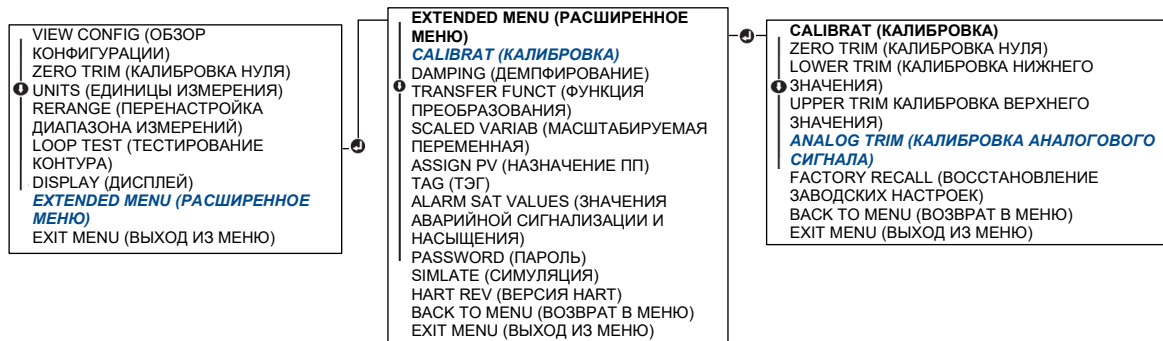 VIEW CONFIG (ОБЗОР
КОНФИГУРАЦИИ)
ZERO TRIM (КАЛИБРОВКА НУЛЯ)
UNITS (ЕДИНИЦЫ ИЗМЕРЕНИЯ)
RERANGE (ПЕРЕНАСТРОЙКА
ДИАПАЗОНА ИЗМЕРЕНИЙ)
LOOP TEST (ТЕСТИРОВАНИЕ
КОНТУРА)
DISPLAY (ДИСПЛЕЙ)
EXTENDED MENU (РАСШИРЕННОЕ
МЕНЮ)
EXIT MENU (ВЫХОД ИЗ МЕНЮ)
EXTENDED MENU (РАСШИРЕННОЕ
МЕНЮ)
CALIBRAT (КАЛИБРОВКА)
DAMPING (ДЕМПФИРОВАНИЕ)
TRANSFER FUNCT (ФУНКЦИЯ
ПРЕОБРАЗОВАНИЯ)
SCALED VARIAB (МАСШТАБИРУЕМАЯ
ПЕРЕМЕННАЯ)
ASSIGN PV (НАЗНАЧЕНИЕ ПП)
TAG (ТЭГ)
ALARM SAT VALUES (ЗНАЧЕНИЯ
АВАРИЙНОЙ СИГНАЛИЗАЦИИ И
НАСЫЩЕНИЯ)
PASSWORD (ПАРОЛЬ)
SIMLATE (СИМУЛЯЦИЯ)
HART REV (ВЕРСИЯ HART)
BACK TO MENU (ВОЗВРАТ В МЕНЮ)
EXIT MENU (ВЫХОД ИЗ МЕНЮ)
CALIBRAT (КАЛИБРОВКА)
ZERO TRIM (КАЛИБРОВКА НУЛЯ)
LOWER TRIM (КАЛИБРОВКА НИЖНЕГО
ЗНАЧЕНИЯ)
UPPER TRIM КАЛИБРОВКА ВЕРХНЕГО
ЗНАЧЕНИЯ)
ANALOG TRIM (КАЛИБРОВКА АНАЛОГОВОГО
СИГНАЛА)
FACTORY RECALL (ВОССТАНОВЛЕНИЕ
ЗАВОДСКИХ НАСТРОЕК)
BACK TO MENU (ВОЗВРАТ В МЕНЮ)
EXIT MENU (ВЫХОД ИЗ МЕНЮ)